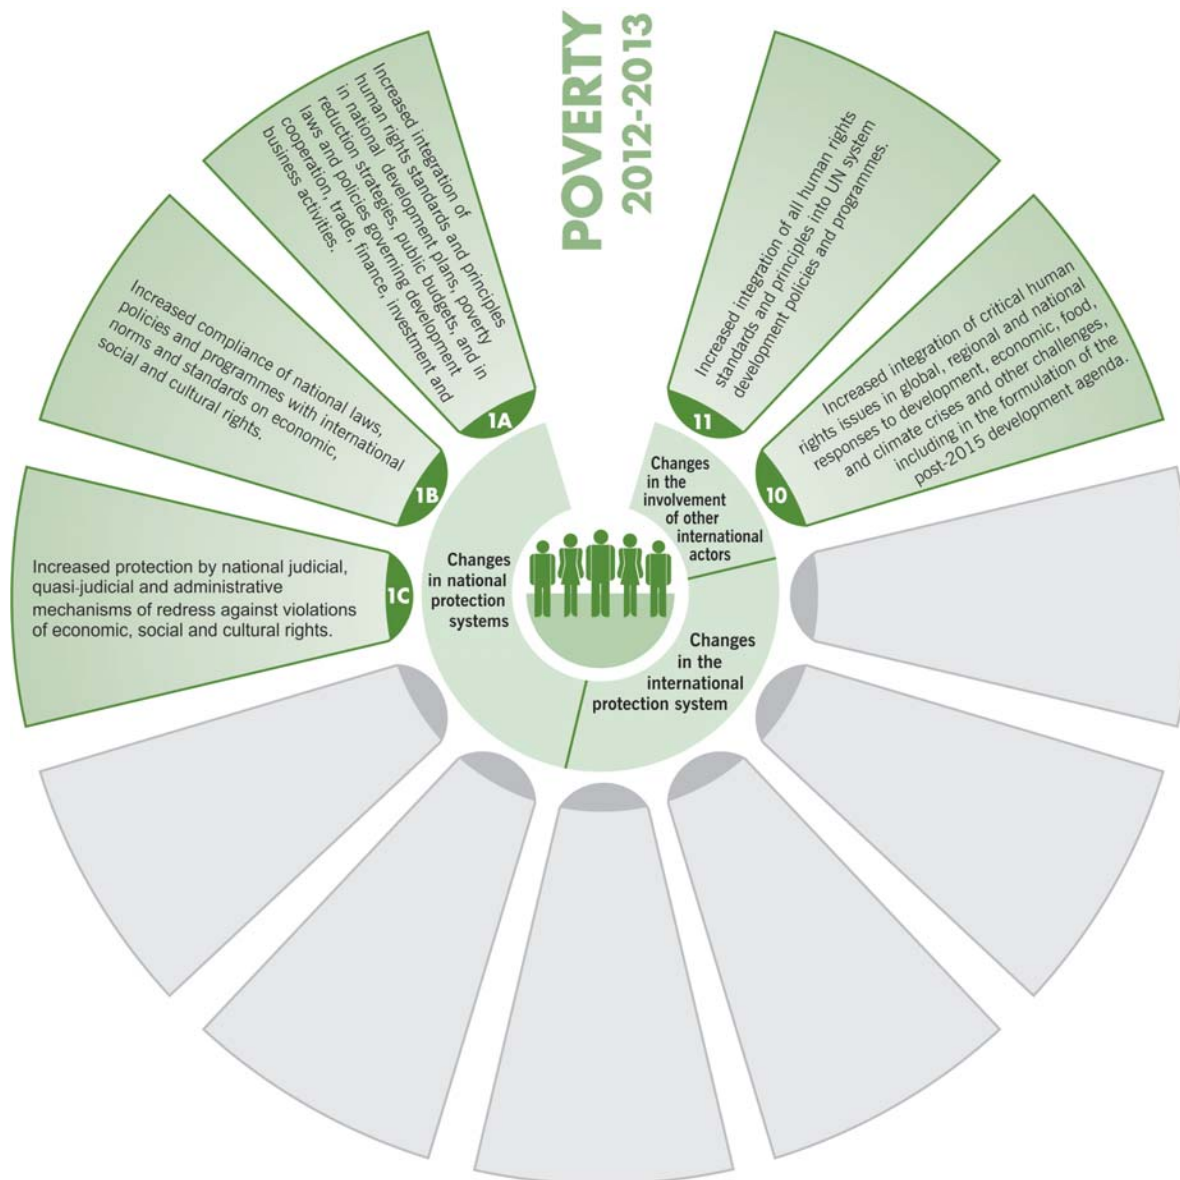 POVERTY
2012-2013
Increased integration of
human rights standards and principles
in national development plans, poverty
reduction strategies, public budgets, and in
laws and policies governing development
cooperation, trade, finance, investment and
business activities.
1A
Increased compliance of national laws,
policies and programmes with international
norms and standards on economic,
social and cultural rights.
1B
Increased protection by national judicial,
quasi-judicial and administrative
mechanisms of redress against violations
of economic, social and cultural rights.
1C
Increased integration of all human rights
standards and principles into UN system
development policies and programmes.
11
Increased integration of critical human
rights issues in global, regional and national
responses to development, economic, food,
and climate crises and other challenges,
including in the formulation of the
post-2015 development agenda.
10
Changes
in national
protection
systems
Changes
in the
involvement
of other
international
actors
Changes
in the
international
protection system